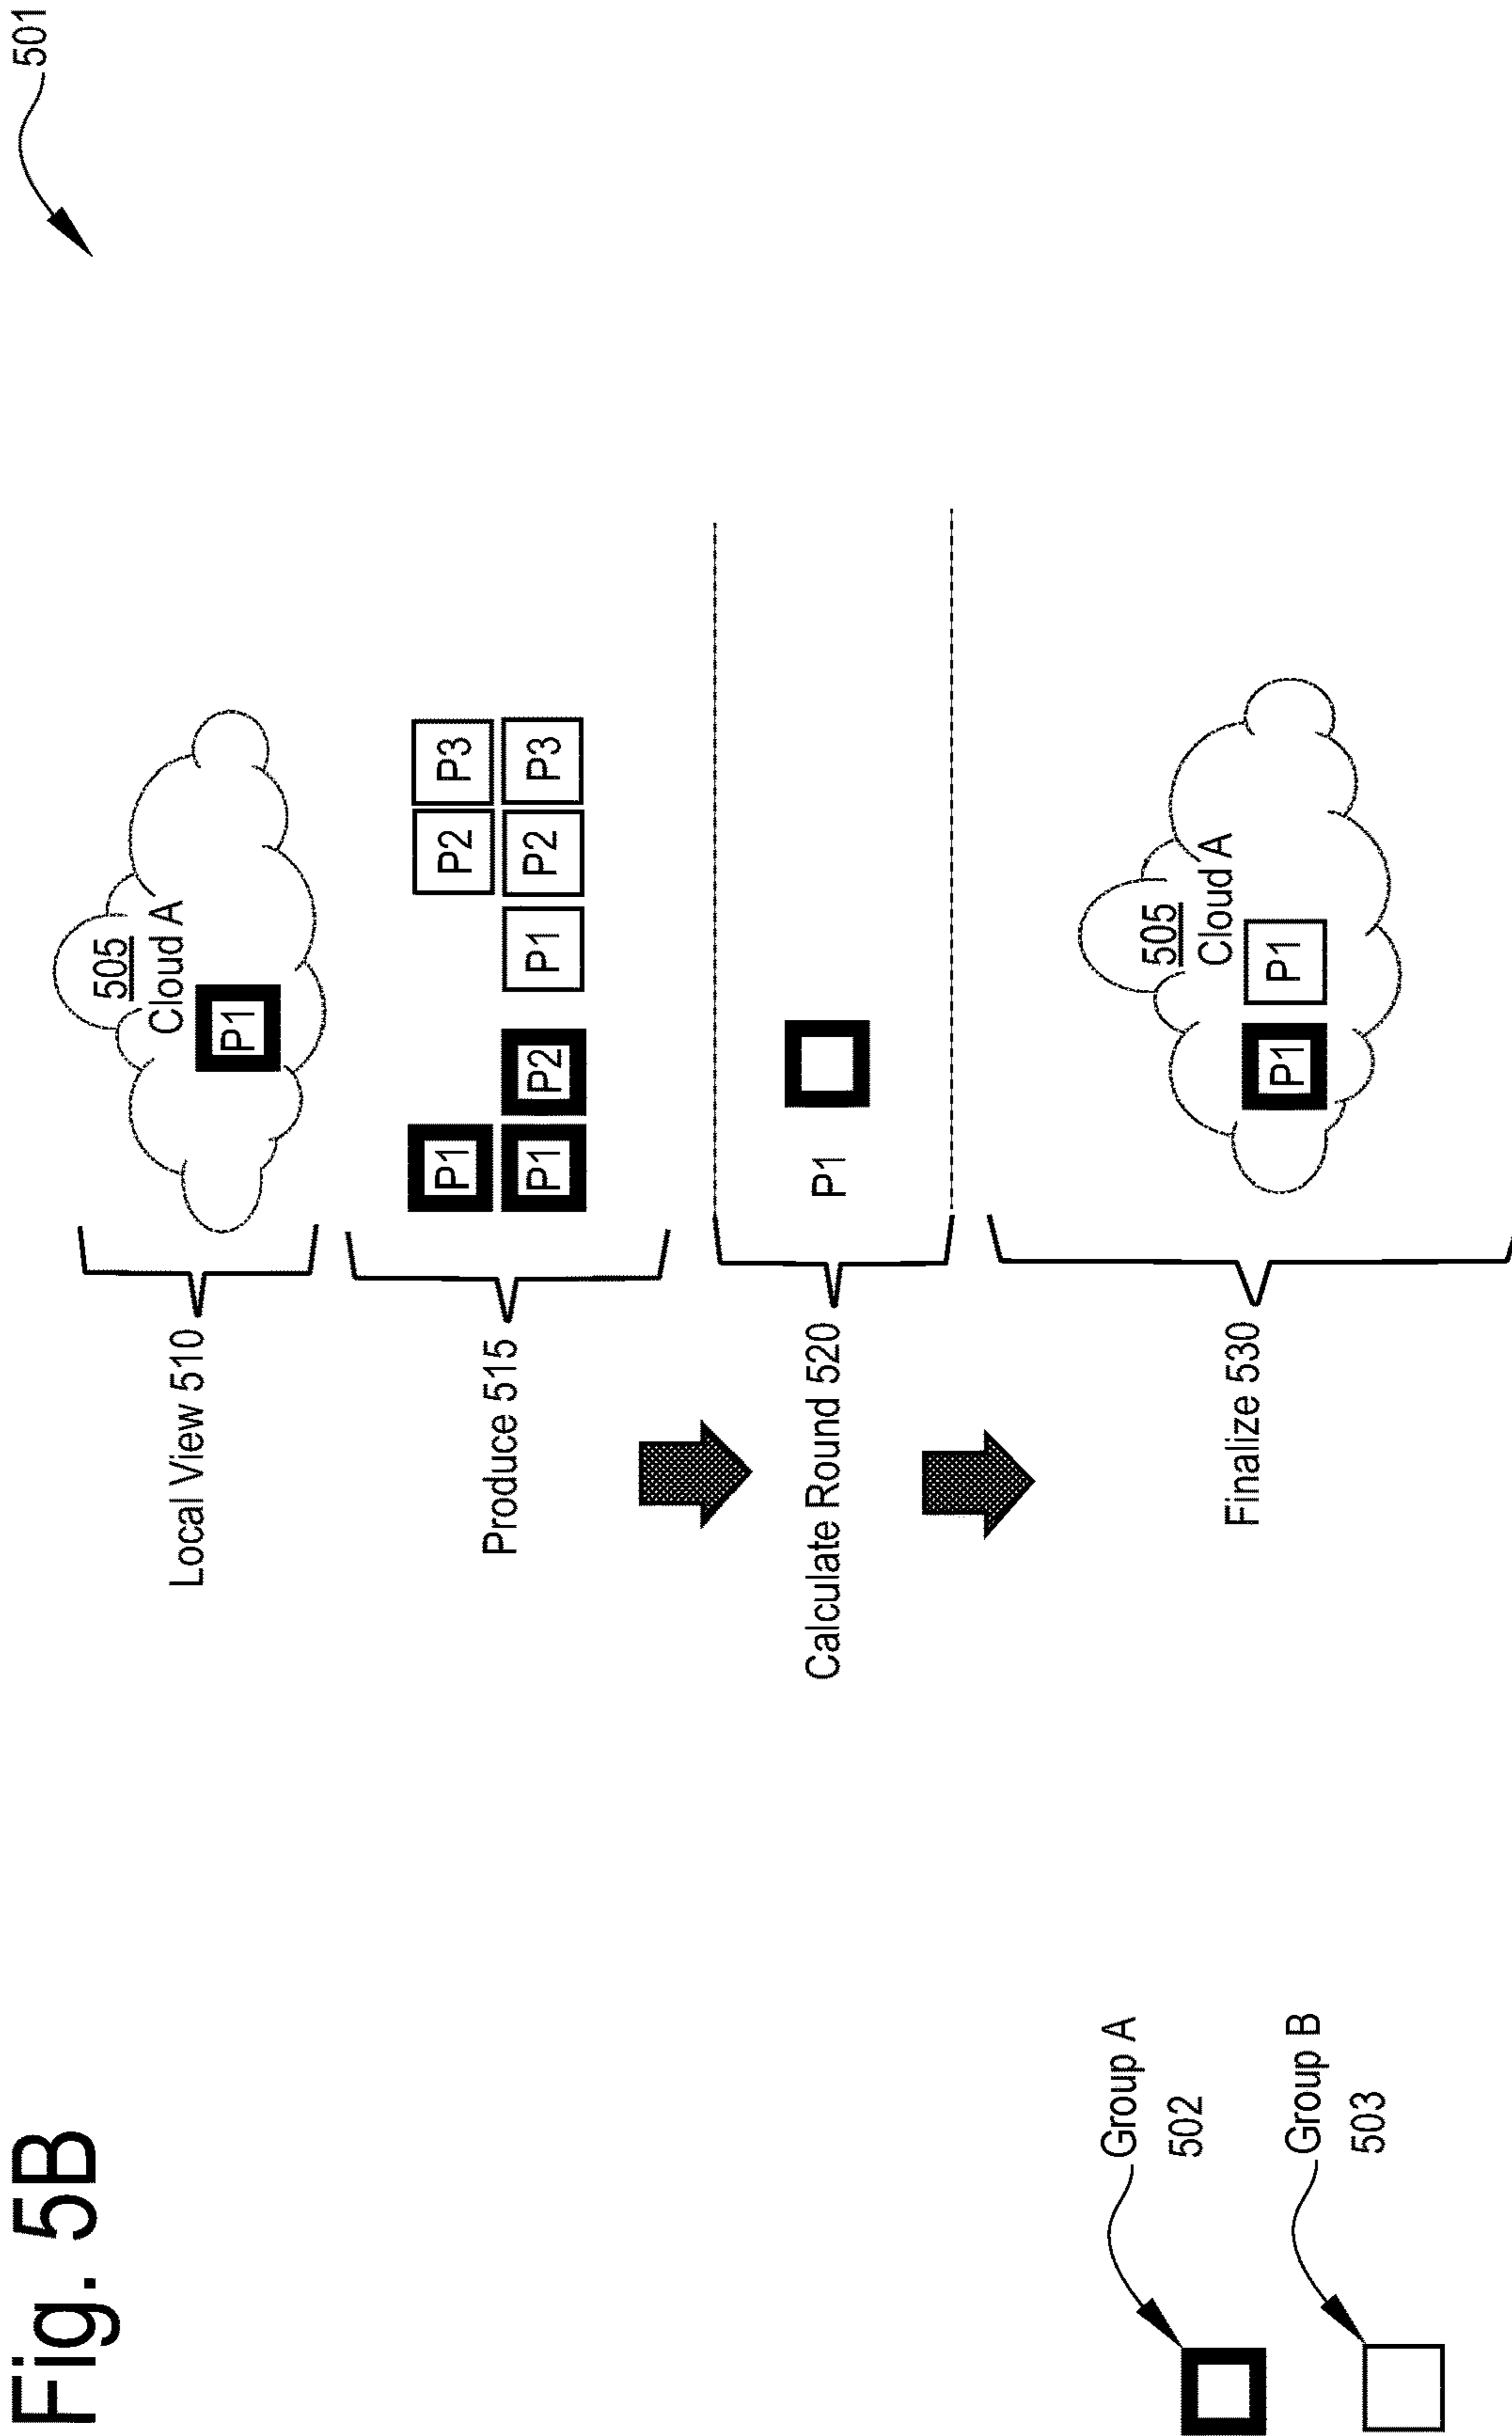 Fig. 5B
501
Local View 510
505
Cloud A
P1
Produce 515
P1 P2 P3
P1 P2 P1 P2 P3
Calculate Round 520
P1
Finalize 530
505
Cloud A
P1 P1
Group A
502
Group B
503